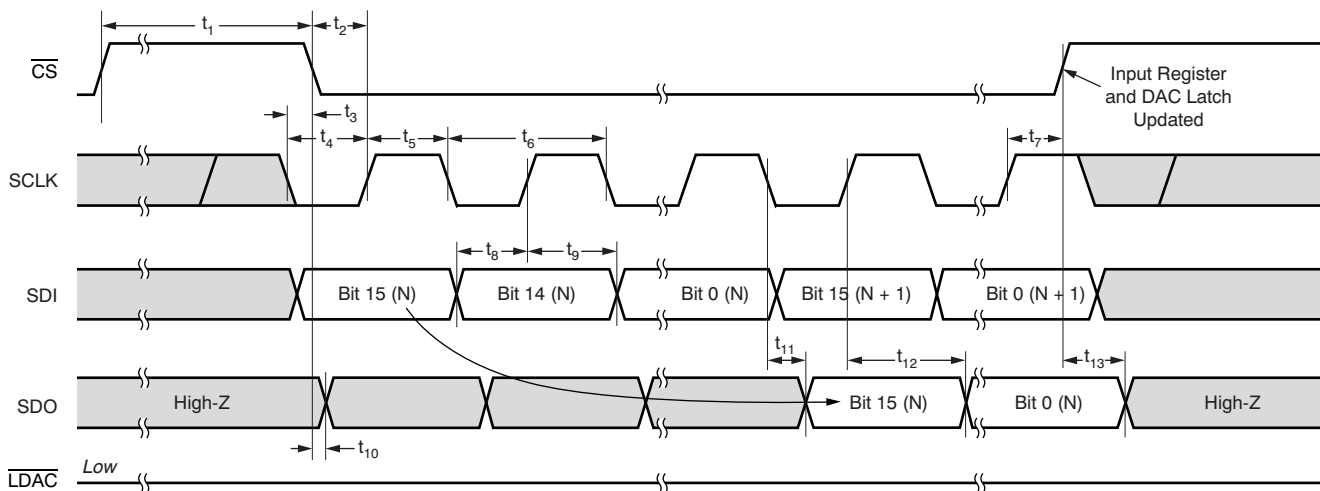 t1
t2
CS
Input Register
and DAC Latch
Updated
t3
t4
t5
t6
t7
SCLK
t8
t9
SDI
Bit 15 (N)
Bit 14 (N)
Bit 0 (N)
Bit 15 (N + 1)
Bit 0 (N + 1)
t11
t12
t13
SDO
High-Z
Bit 15 (N)
Bit 0 (N)
High-Z
t10
Low
LDAC